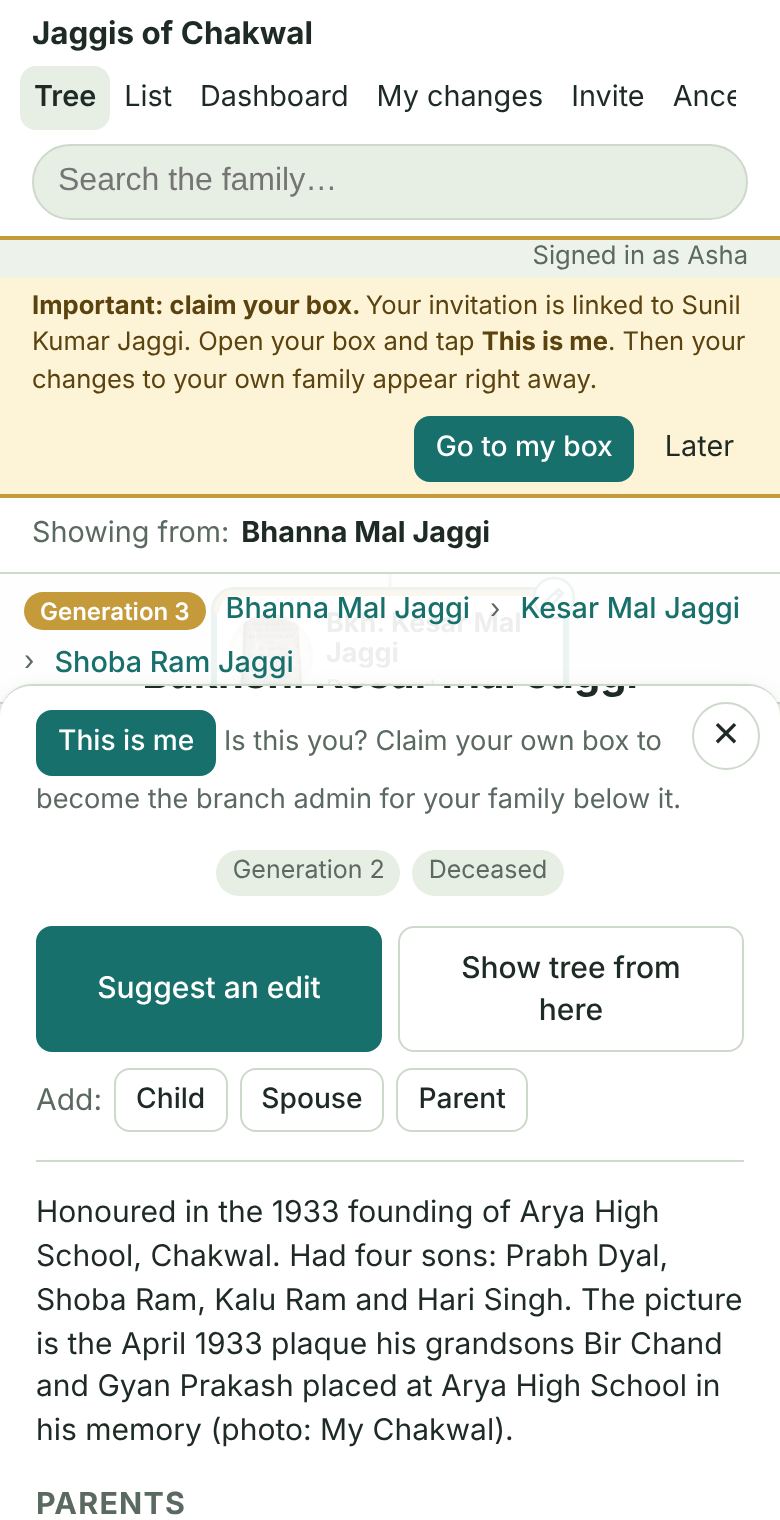 Jaggis of Chakwal
Tree List Dashboard My changes Invite Ance
Search the family…
Signed in as Asha
Important: claim your box. Your invitation is linked to Sunil
Kumar Jaggi. Open your box and tap This is me. Then your
changes to your own family appear right away.
Go to my box Later
Showing from: Bhanna Mal Jaggi
Generation 3 Bhanna Mal Jaggi › Kesar Mal Jaggi
› Shoba Ram Jaggi
Bkh. Kesar Mal
Jaggi
This is me Is this you? Claim your own box to
become the branch admin for your family below it.
✕
Generation 2 Deceased
Suggest an edit
Show tree from
here
Add: Child Spouse Parent
Honoured in the 1933 founding of Arya High
School, Chakwal. Had four sons: Prabh Dyal,
Shoba Ram, Kalu Ram and Hari Singh. The picture
is the April 1933 plaque his grandsons Bir Chand
and Gyan Prakash placed at Arya High School in
his memory (photo: My Chakwal).
PARENTS